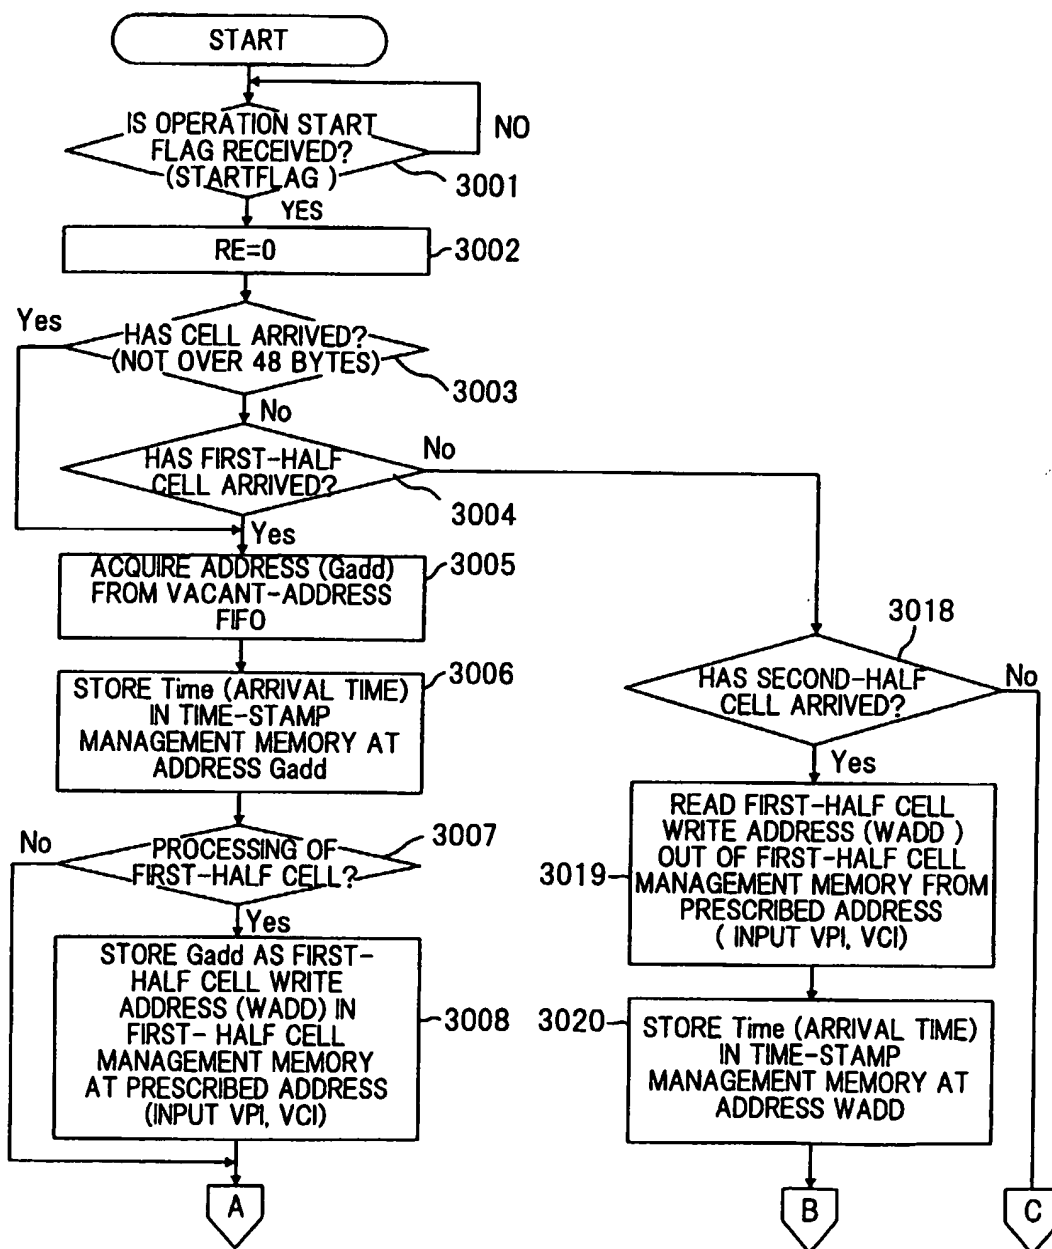 START
IS OPERATION START
FLAG RECEIVED?
(STARTFLAG )
NO
3001
YES
RE=0
3002
Yes
HAS CELL ARRIVED?
(NOT OVER 48 BYTES)
3003
No
HAS FIRST-HALF
CELL ARRIVED?
No
3004
Yes
ACQUIRE ADDRESS (Gadd)
FROM VACANT-ADDRESS
FIFO
3005
STORE Time (ARRIVAL TIME)
IN TIME-STAMP
MANAGEMENT MEMORY AT
ADDRESS Gadd
3006
No
PROCESSING OF
FIRST-HALF CELL?
3007
Yes
STORE Gadd AS FIRST-
HALF CELL WRITE
ADDRESS (WADD) IN
FIRST- HALF CELL
MANAGEMENT MEMORY
AT PRESCRIBED ADDRESS
(INPUT VPI, VCI)
3008
A
3018
HAS SECOND-HALF
CELL ARRIVED?
No
Yes
READ FIRST-HALF CELL
WRITE ADDRESS (WADD )
OUT OF FIRST-HALF CELL
MANAGEMENT MEMORY FROM
PRESCRIBED ADDRESS
( INPUT VPI, VCI)
3019
3020
STORE Time (ARRIVAL TIME)
IN TIME-STAMP
MANAGEMENT MEMORY AT
ADDRESS WADD
B
C